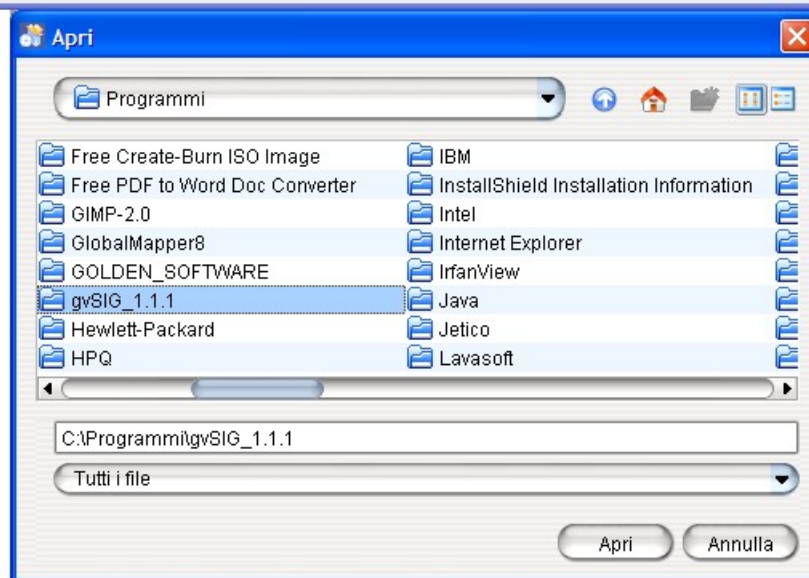 Apri
Programmi
Free Create-Burn ISO Image
Free PDF to Word Doc Converter
GIMP-2.0
GlobalMapper8
GOLDEN_SOFTWARE
gvSIG_1.1.1
Hewlett-Packard
HPQ
IBM
InstallShield Installation Information
Intel
Internet Explorer
IrfanView
Java
Jetico
Lavasoft
C:\Programmi\gvSIG_1.1.1
Tutti i file
Apri
Annulla